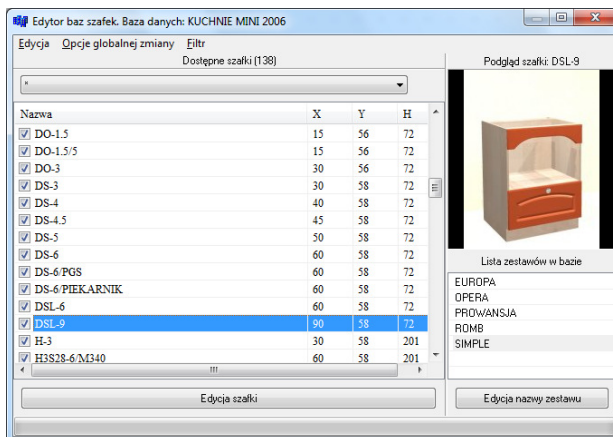 Edytor baz szafek. Baza danych: KUCHNIE MINI 2006
Edycja Opcje globalnej zmiany Filtr
Dostępne szafki (138)
*
Nazwa X Y H
DO-1.5 15 56 72
DO-1.5/5 15 56 72
DO-3 30 56 72
DS-3 30 58 72
DS-4 40 58 72
DS-4.5 45 58 72
DS-5 50 58 72
DS-6 60 58 72
DS-6/PGS 60 58 72
DS-6/PIEKARNIK 60 58 72
DSL-6 60 58 72
DSL-9 90 58 72
H-3 30 58 201
H3S28-6/M340 60 58 201
Edycja szafki
Podgląd szafki: DSL-9
Lista zestawów w bazie
EUROPA
OPERA
PROWANSJA
ROMB
SIMPLE
Edycja nazwy zestawu